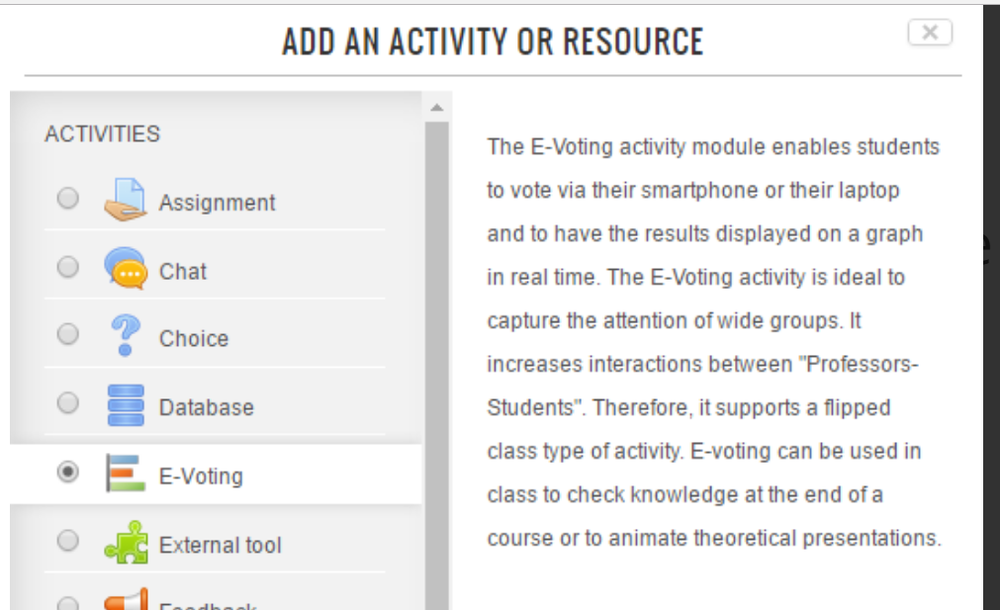 ADD AN ACTIVITY OR RESOURCE
ACTIVITIES
Assignment
Chat
Choice
Database
E-Voting
External tool
Feedback
The E-Voting activity module enables students
to vote via their smartphone or their laptop
and to have the results displayed on a graph
in real time. The E-Voting activity is ideal to
capture the attention of wide groups. It
increases interactions between "Professors-
Students". Therefore, it supports a flipped
class type of activity. E-voting can be used in
class to check knowledge at the end of a
course or to animate theoretical presentations.